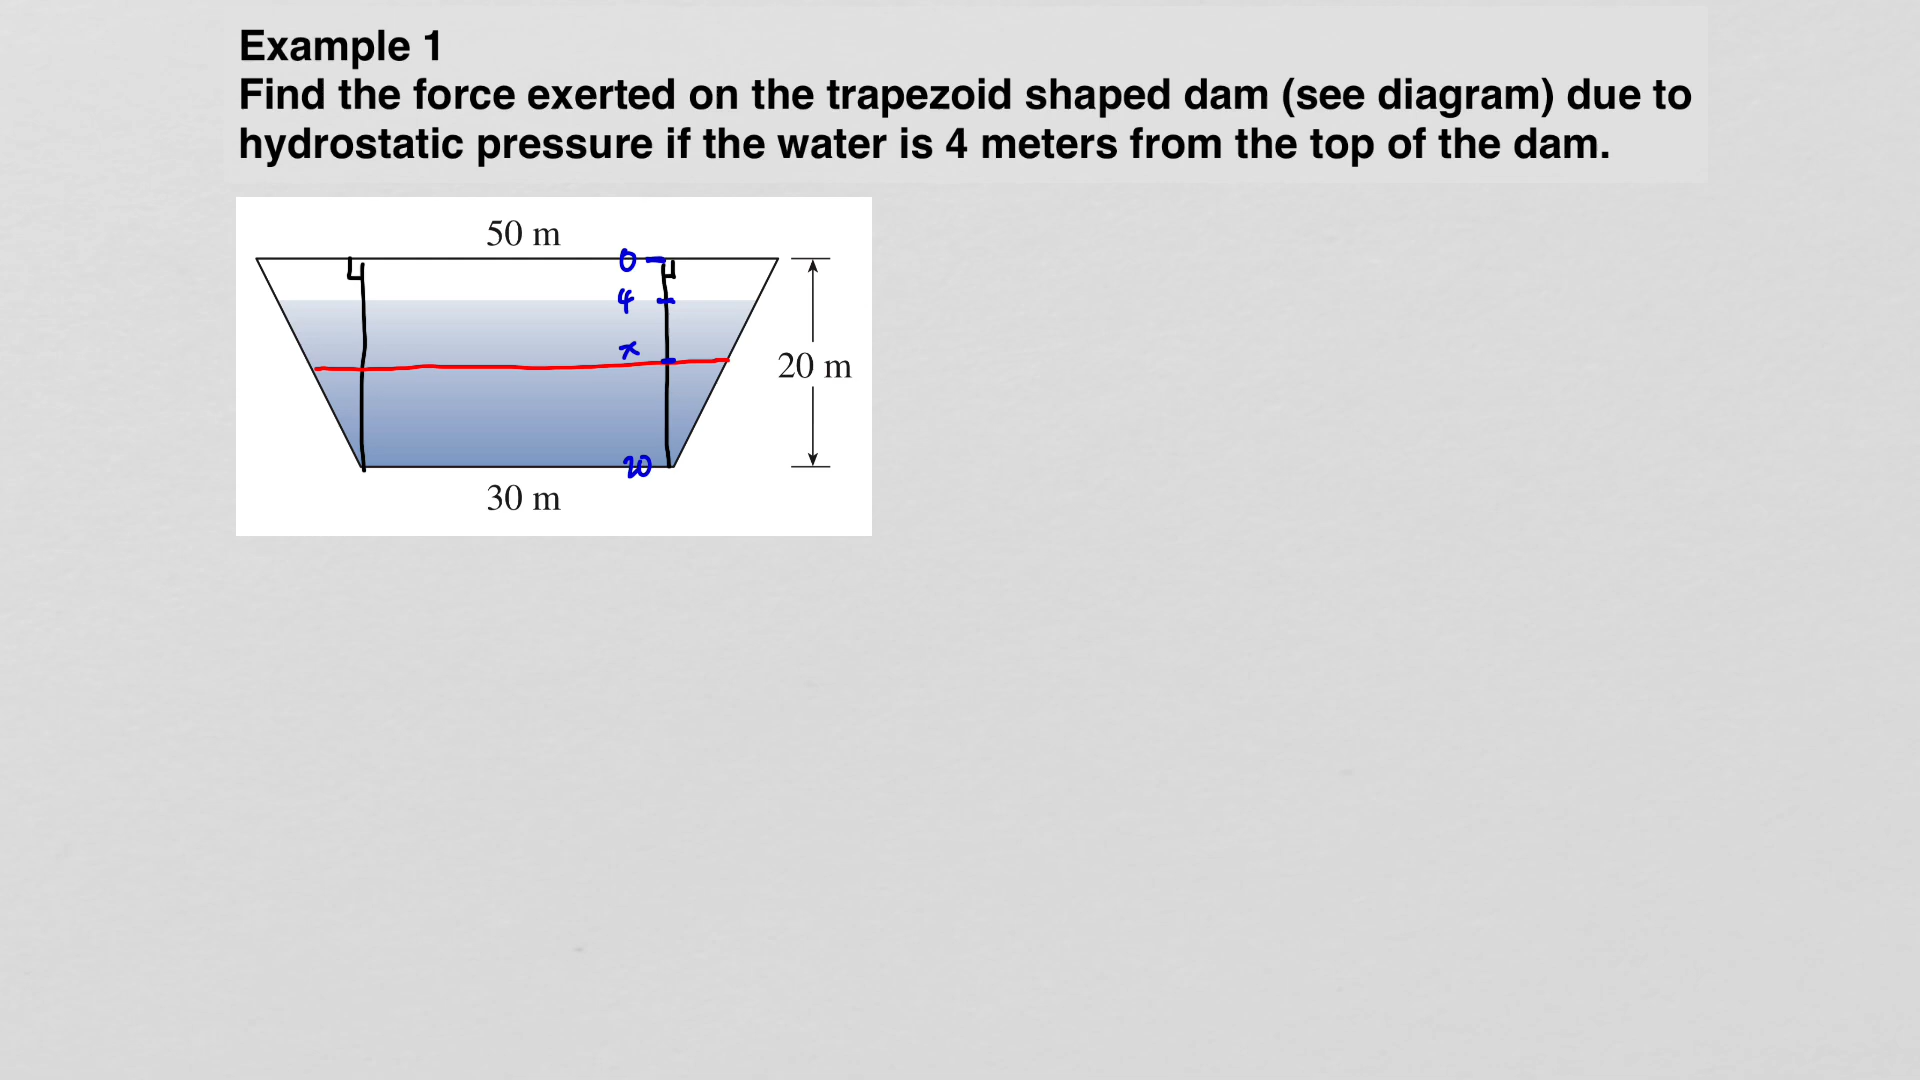 Example 1
Find the force exerted on the trapezoid shaped dam (see diagram) due to
hydrostatic pressure if the water is 4 meters from the top of the dam.
50 m
0
4
x
20 m
20
30 m